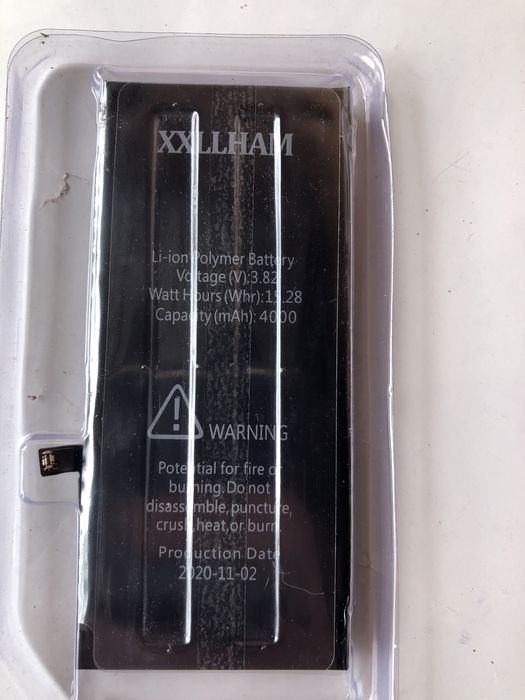 XXLLHAM
Li-ion Polymer Battery
Voltage (V):3.82
Watt Hours (Whr):15.28
Capacity (mAh): 4000
WARNING
Potential for fire or
burning.Do not
disassemble,puncture,
crush,heat,or burn.
Production Date
2020-11-02